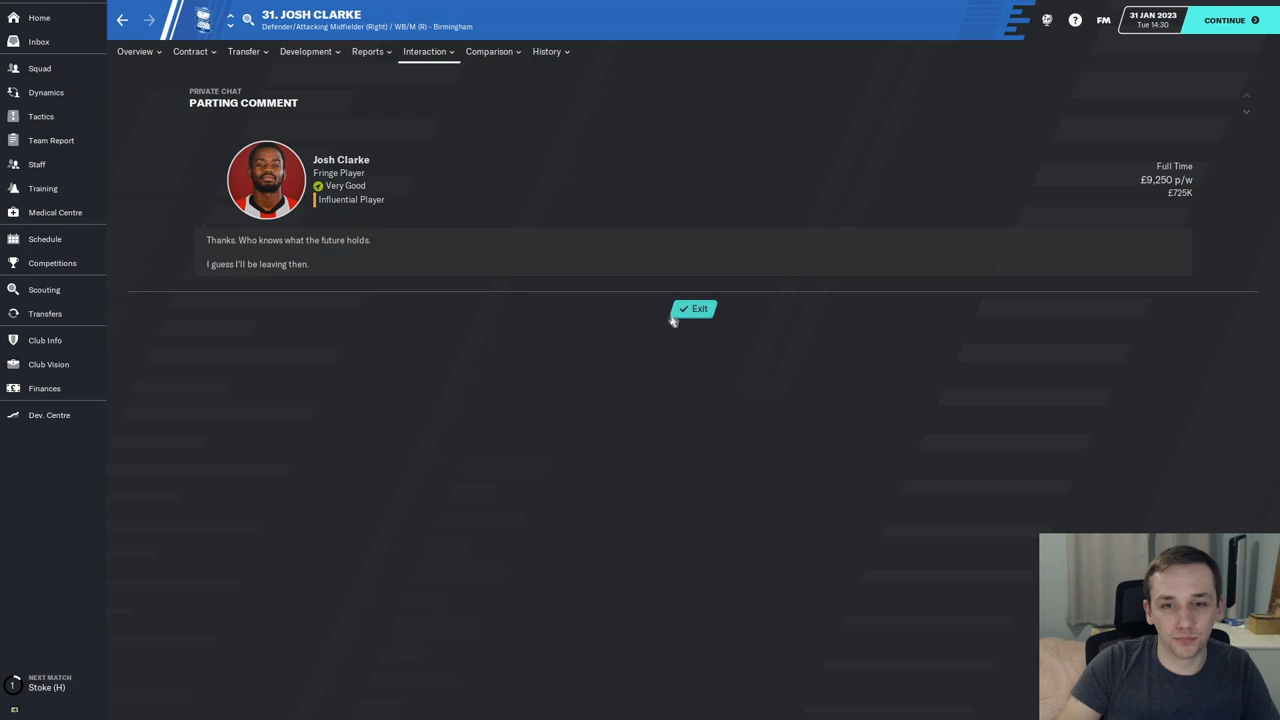 Home
Inbox
Squad
Dynamics
Tactics
Team Report
Staff
Training
Medical Centre
Schedule
Competitions
Scouting
Transfers
Club Info
Club Vision
Finances
Dev. Centre
NEXT MATCH
1
Stoke (H)
31. JOSH CLARKE
Defender/Attacking Midfielder (Right) / WB/M (R) - Birmingham
? FM
31 JAN 2023
Tue 14:30
CONTINUE
Overview Contract Transfer Development Reports Interaction Comparison History
PRIVATE CHAT
PARTING COMMENT
Josh Clarke
Fringe Player
Very Good
Influential Player
Full Time
£9,250 p/w
£725K
Thanks. Who knows what the future holds.
I guess I'll be leaving then.
Exit